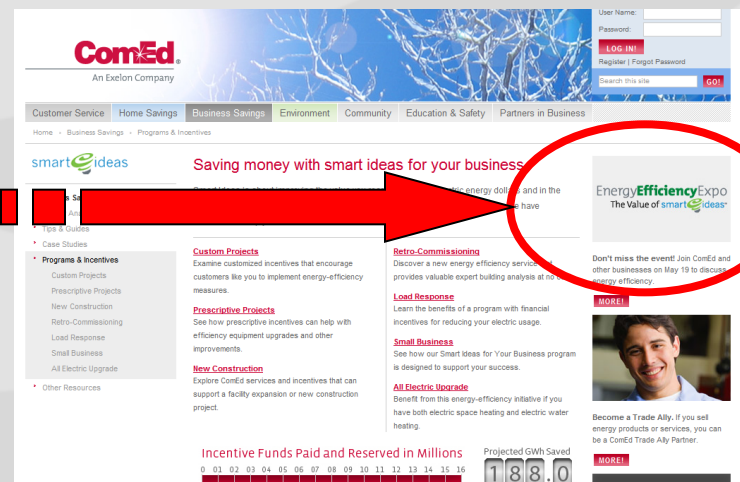 User Name:
Password:
LOG IN!
Register | Forgot Password
Search this site
GO!
ComEd®
An Exelon Company
Customer Service Home Savings Business Savings Environment Community Education & Safety Partners in Business
Home Business Savings Programs & Incentives
smart e ideas
Tips & Guides
Case Studies
Programs & Incentives
Custom Projects
Prescriptive Projects
New Construction
Retro-Commissioning
Load Response
Small Business
All Electric Upgrade
Other Resources
Saving money with smart ideas for your business
energy dollars and in the
have
Custom Projects
Examine customized incentives that encourage
customers like you to implement energy-efficiency
measures.
Prescriptive Projects
See how prescriptive incentives can help with
efficiency equipment upgrades and other
improvements.
New Construction
Explore ComEd services and incentives that can
support a facility expansion or new construction
project.
Retro-Commissioning
Discover a new energy efficiency service
provides valuable expert building analysis at no
Load Response
Learn the benefits of a program with financial
incentives for reducing your electric usage.
Small Business
See how our Smart Ideas for Your Business program
is designed to support your success.
All Electric Upgrade
Benefit from this energy-efficiency initiative if you
have both electric space heating and electric water
heating.
Incentive Funds Paid and Reserved in Millions
0 01 02 03 04 05 06 07 08 09 10 11 12 13 14 15 16
Projected GWh Saved
188.0
EnergyEfficiencyExpo
The Value of smart e ideas
Don't miss the event! Join ComEd and
other businesses on May 19 to discuss
energy efficiency.
MORE!
Become a Trade Ally. If you sell
energy products or services, you can
be a ComEd Trade Ally Partner.
MORE!